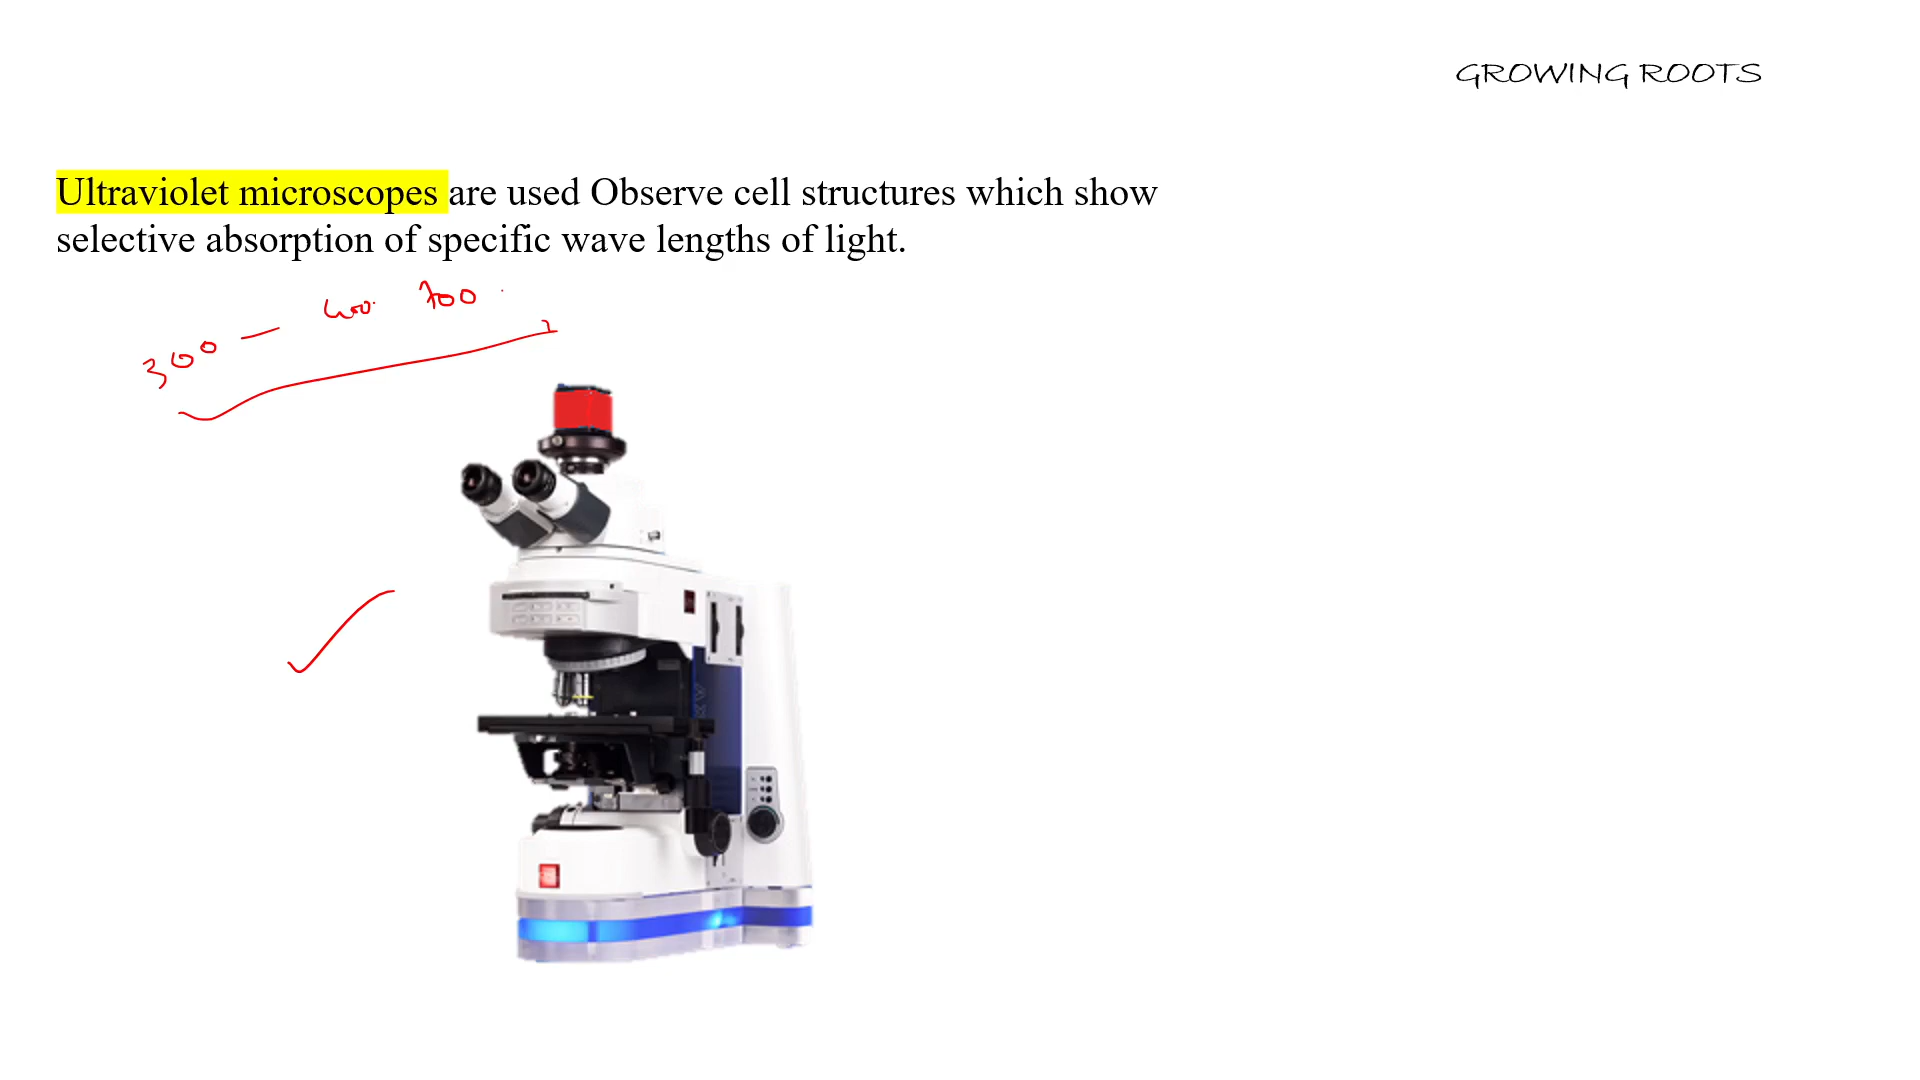 GROWING ROOTS
Ultraviolet microscopes are used Observe cell structures which show
selective absorption of specific wave lengths of light.
300 — 400 700